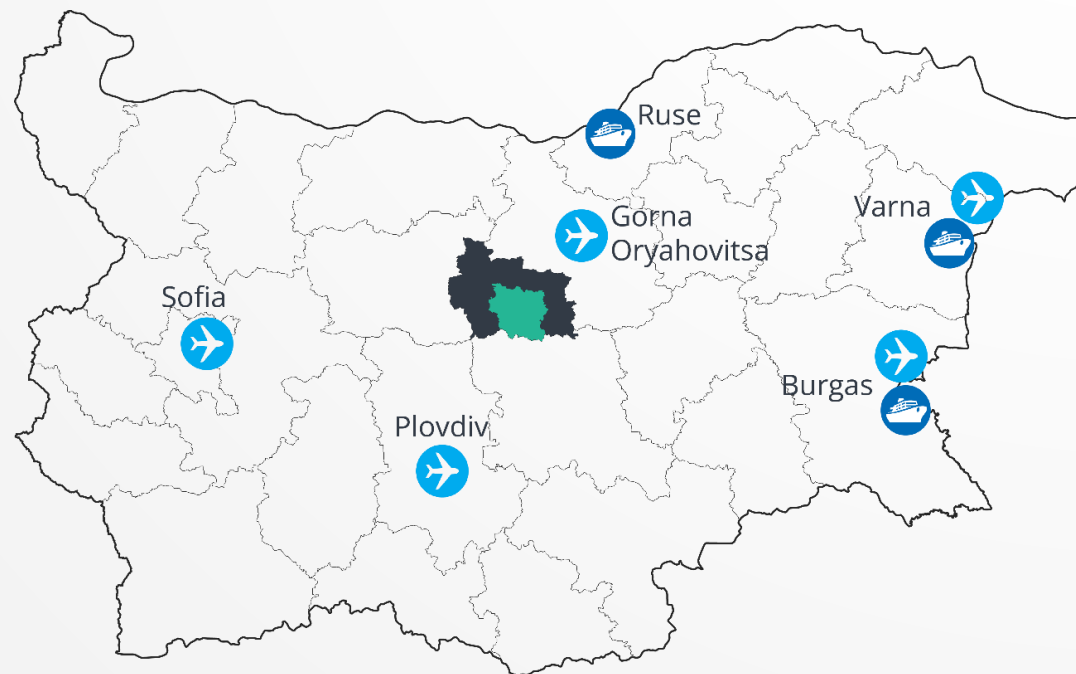 Ruse
Varna
Gorna
Oryahovitsa
Sofia
Burgas
Plovdiv